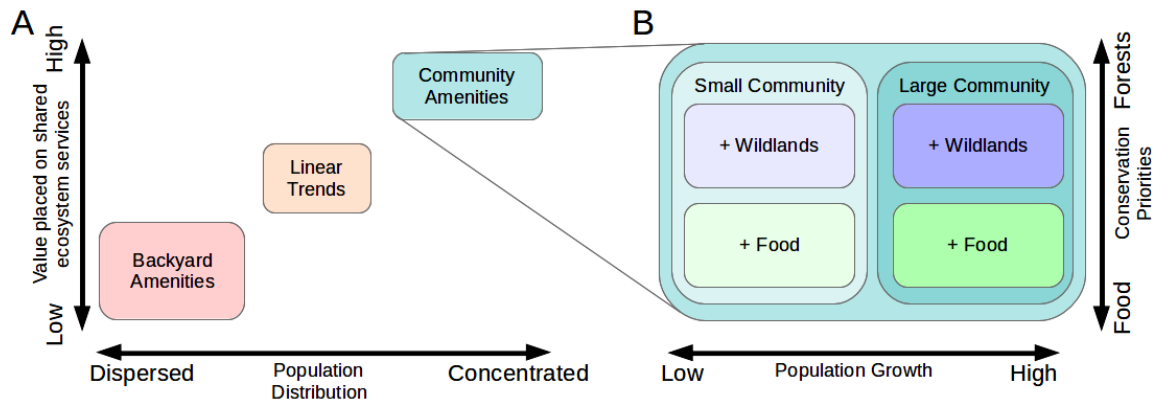 A
High
Value placed on shared
ecosystem services
Low
Community
Amenities
Linear
Trends
Backyard
Amenities
Dispersed
Population
Distribution
Concentrated
B
Small Community
Large Community
+ Wildlands
+ Wildlands
+ Food
+ Food
Forests
Conservation
Priorities
Food
Low
Population Growth
High